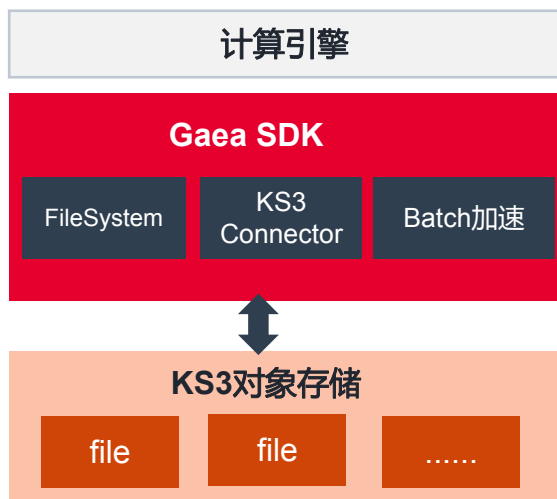 计算引擎
Gaea SDK
FileSystem
KS3
Connector
Batch加速
KS3对象存储
file
file
......